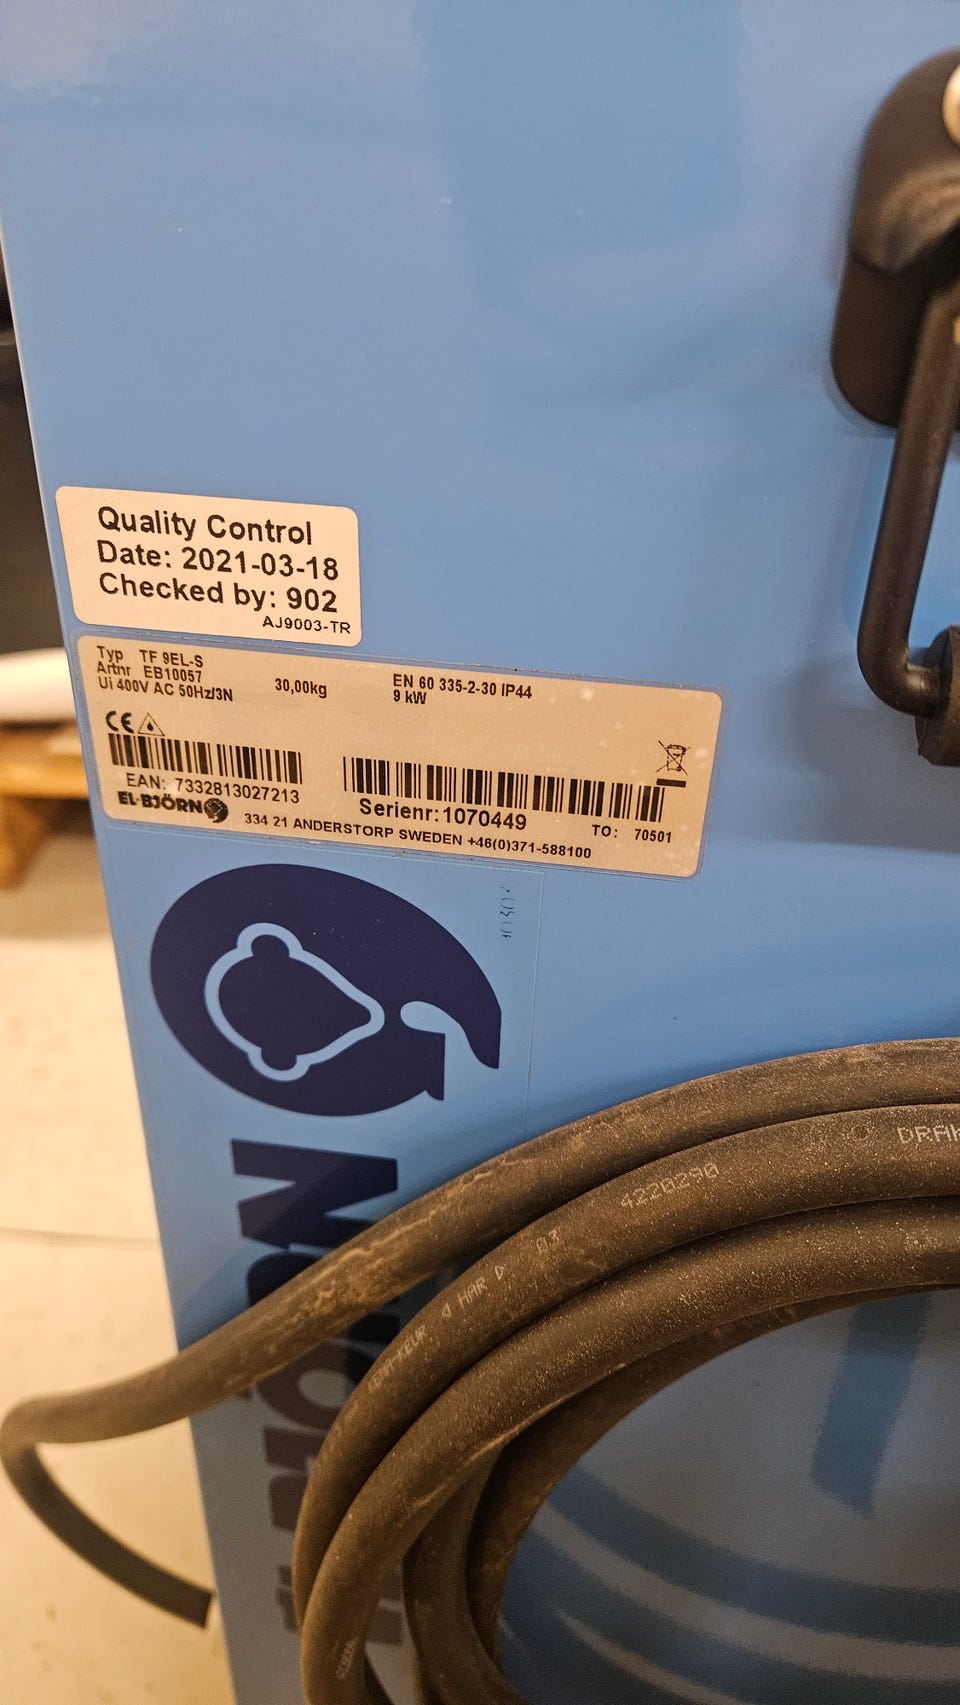 Quality Control
Date: 2021-03-18
Checked by: 902
AJ9003-TR
Typ TF 9EL-S
Artnr EB10057
Ui 400V AC 50Hz/3N
30,00kg
EN 60 335-2-30 IP44
9 kW
CE
EAN: 7332813027213
Serienr: 1070449
TO: 70501
EL-BJÖRN
334 21 ANDERSTORP SWEDEN +46(0)371-588100
4220290
03
◁ HAR ▷